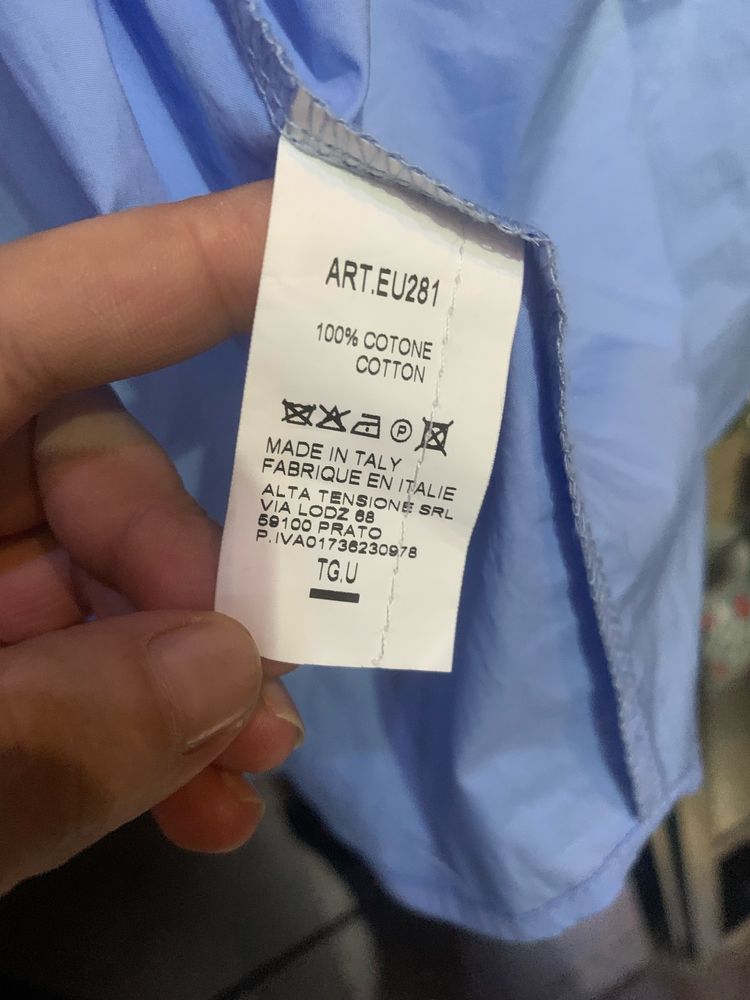 ART.EU281
100% COTONE
COTTON
P
MADE IN TALY
FABRIQUE EN ITALIE
ALTA TENSIONE SRL
VIA LODZ 68
59100 PRATO
P.IVA01736230978
TG.U